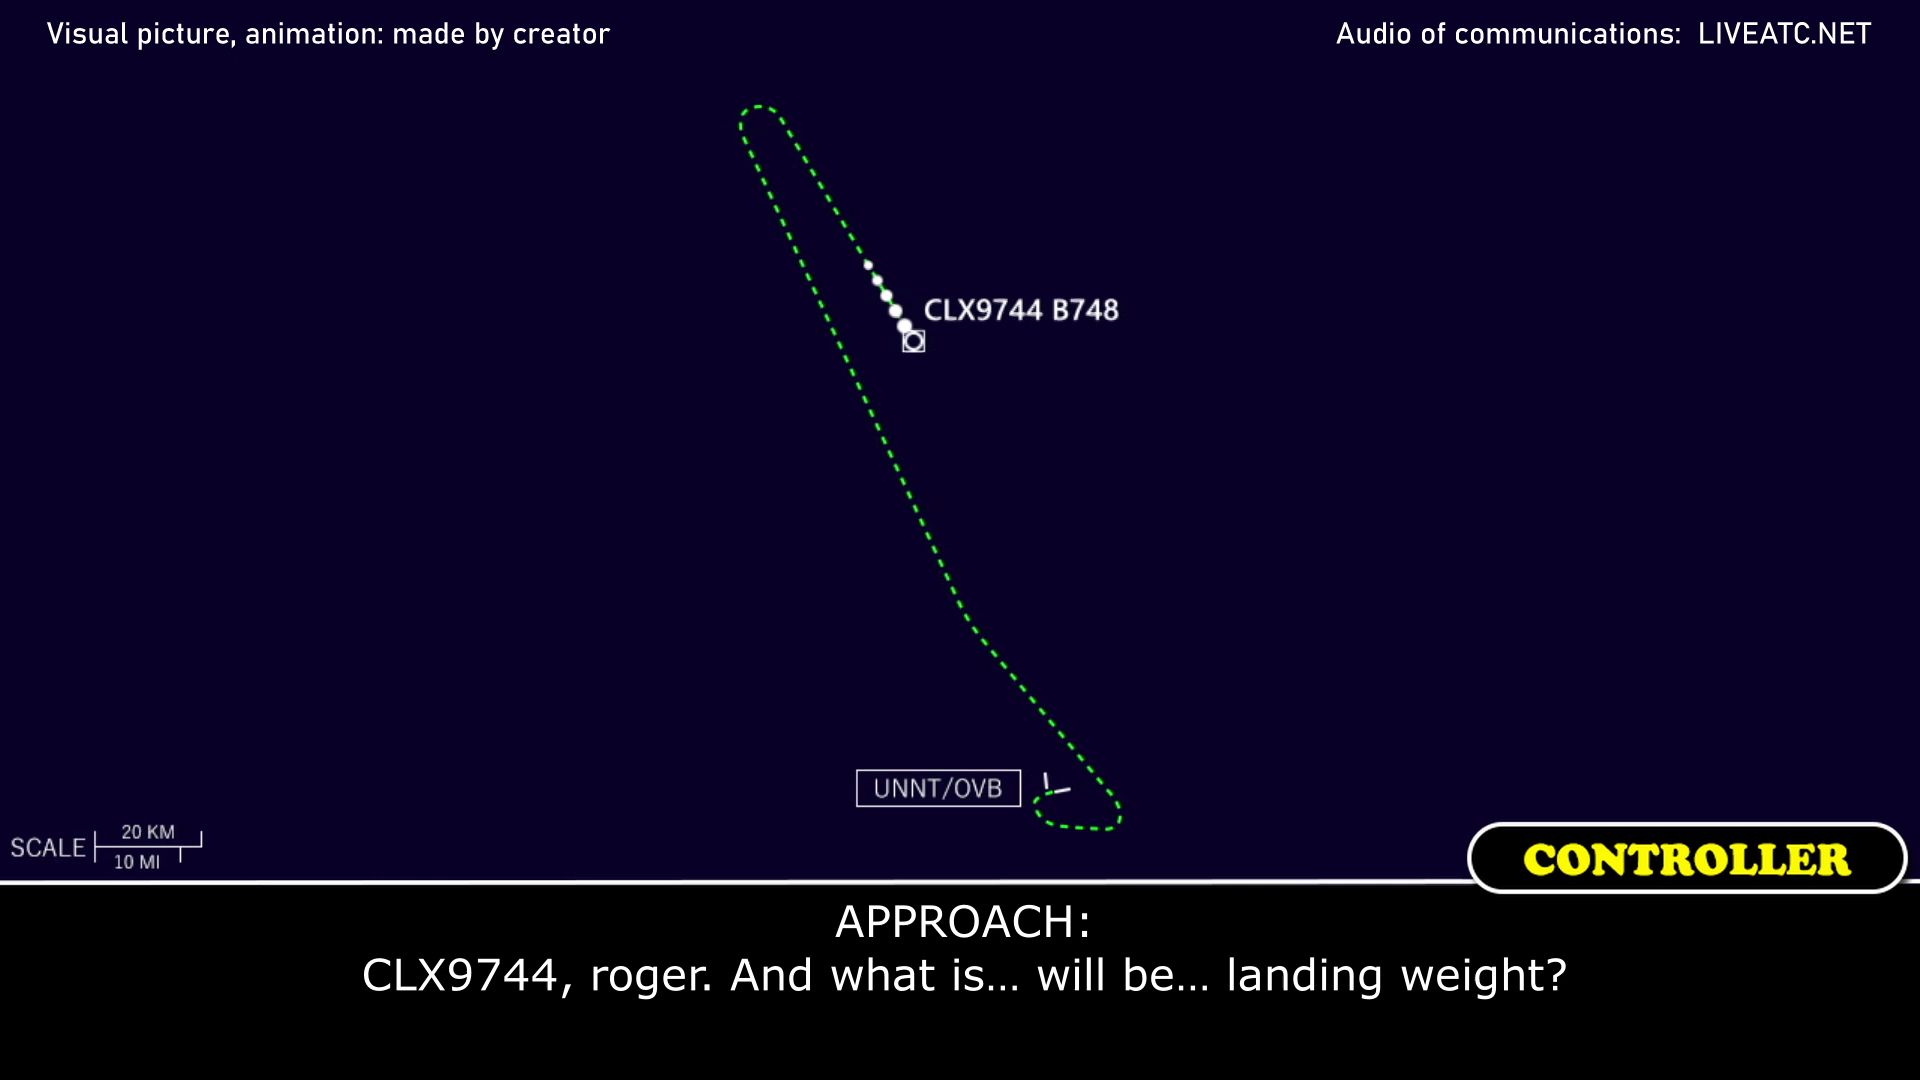 Visual picture, animation: made by creator
Audio of communications: LIVEATC.NET
CLX9744 B748
UNNT/OVB
SCALE
20 KM
10 MI
CONTROLLER
APPROACH:
CLX9744, roger. And what is... will be... landing weight?